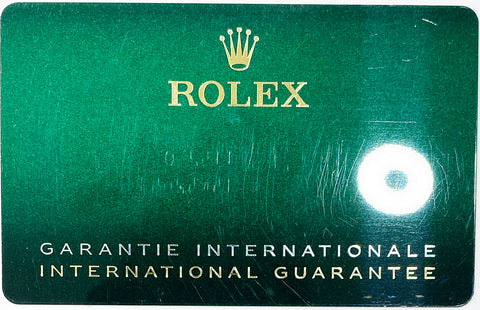 ROLEX
GARANTIE INTERNATIONALE
INTERNATIONAL GUARANTEE